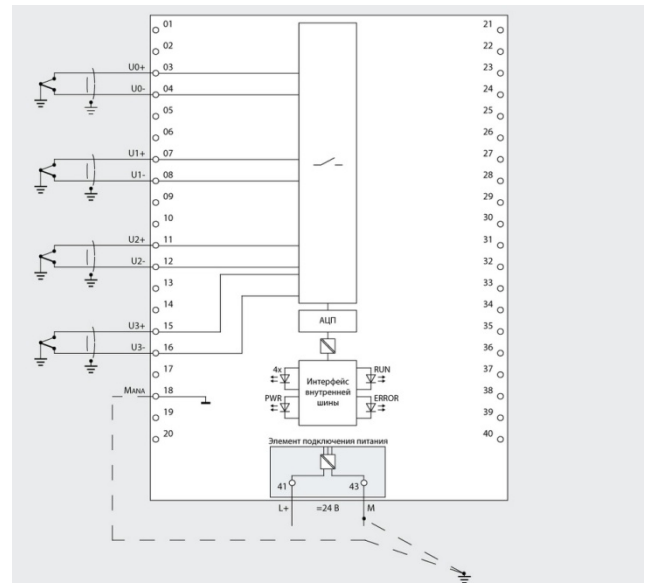 01 21
02 22
U0+ 03 23
U0- 04 24
05 25
06 26
U1+ 07 27
U1- 08 28
09 29
10 30
U2+ 11 31
U2- 12 32
13 33
14 34
U3+ 15 35
АЦП
U3- 16 36
17 37
4x RUN
Интерфейс
внутренней
шины
MANA 18 38
PWR ERROR
19 39
20 40
Элемент подключения питания
41 43
L+ =24 В M